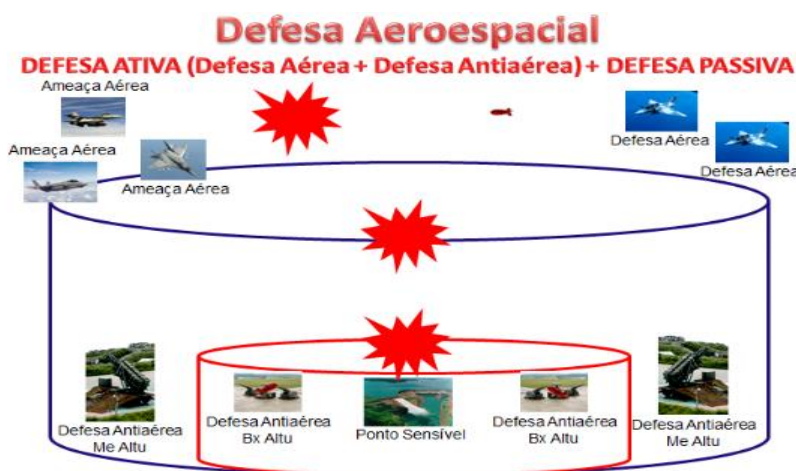 Defesa Aeroespacial
DEFESA ATIVA (Defesa Aérea + Defesa Antiaérea) + DEFESA PASSIVA
Ameaça Aérea
Ameaça Aérea
Ameaça Aérea
Defesa Aérea
Defesa Aérea
Defesa Antiaérea
Me Altu
Defesa Antiaérea
Bx Altu
Ponto Sensível
Defesa Antiaérea
Bx Altu
Defesa Antiaérea
Me Altu